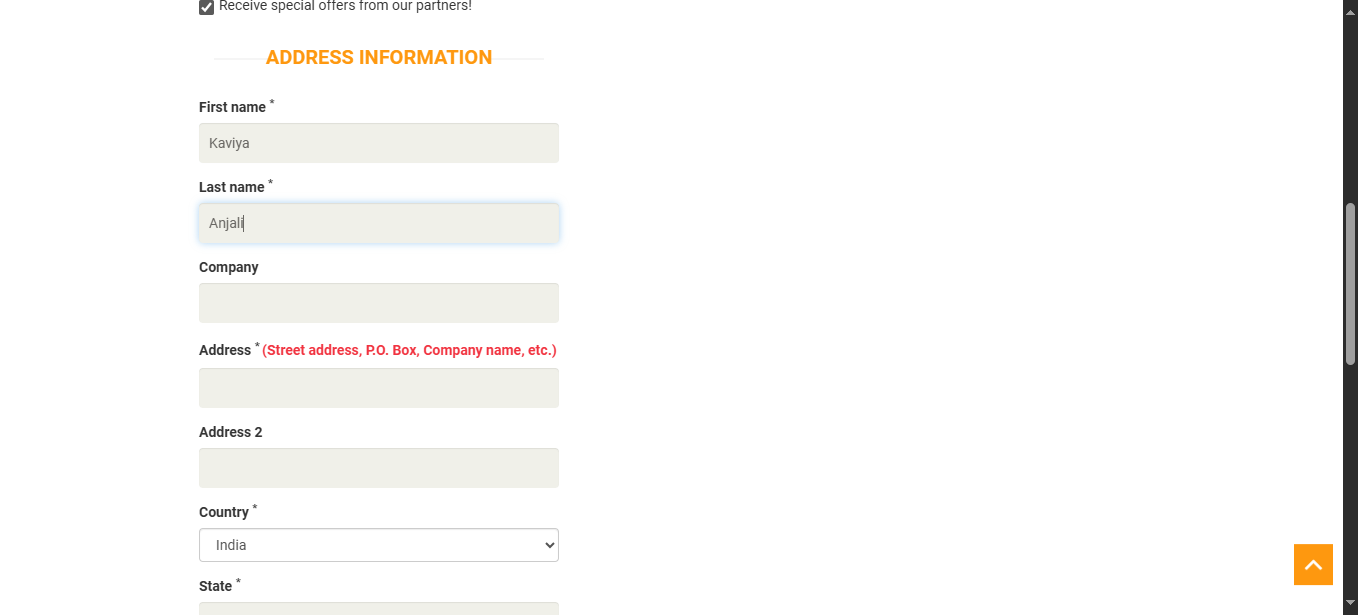 Receive special offers from our partners!
ADDRESS INFORMATION
First name *
Kaviya
Last name *
Anjali
Company
Address * (Street address, P.O. Box, Company name, etc.)
Address 2
Country *
India
State *